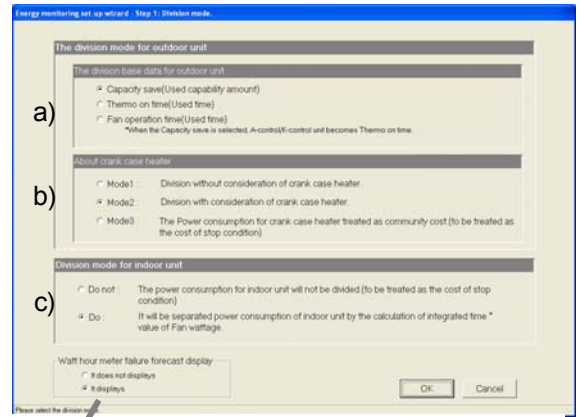 Energy monitoring set up wizard - Step 1: Division mode.
The division mode for outdoor unit
The division base data for outdoor unit
a)
Capacity save(Used capability amount)
Thermo on time(Used time)
Fan operation time(Used time)
*When the Capacity save is selected, A-control/K-control unit becomes Thermo on time.
About crank case heater
b)
Mode1 : Division without consideration of crank case heater.
Mode2 : Division with consideration of crank case heater.
Mode3 : The Power consumption for crank case heater treated as community cost.(to be treated as
the cost of stop condition)
Division mode for indoor unit
c)
Do not : The power consumption for indoor unit will not be divided.(to be treated as the cost of stop
condition)
Do : It will be separated power consumption of indoor unit by the calculation of integrated time *
value of Fan wattage.
Watt hour meter failure forecast display
It does not displays
It displays
OK
Cancel
Please select the division mode.